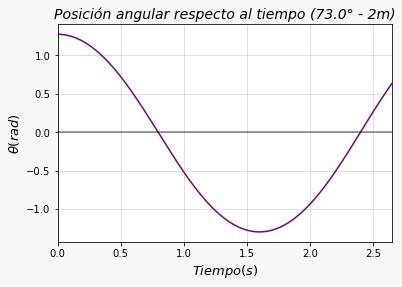 Posición angular respecto al tiempo (73.0° - 2m)
θ(rad)
1.0
0.5
0.0
−0.5
−1.0
0.0 0.5 1.0 1.5 2.0 2.5
Tiempo(s)